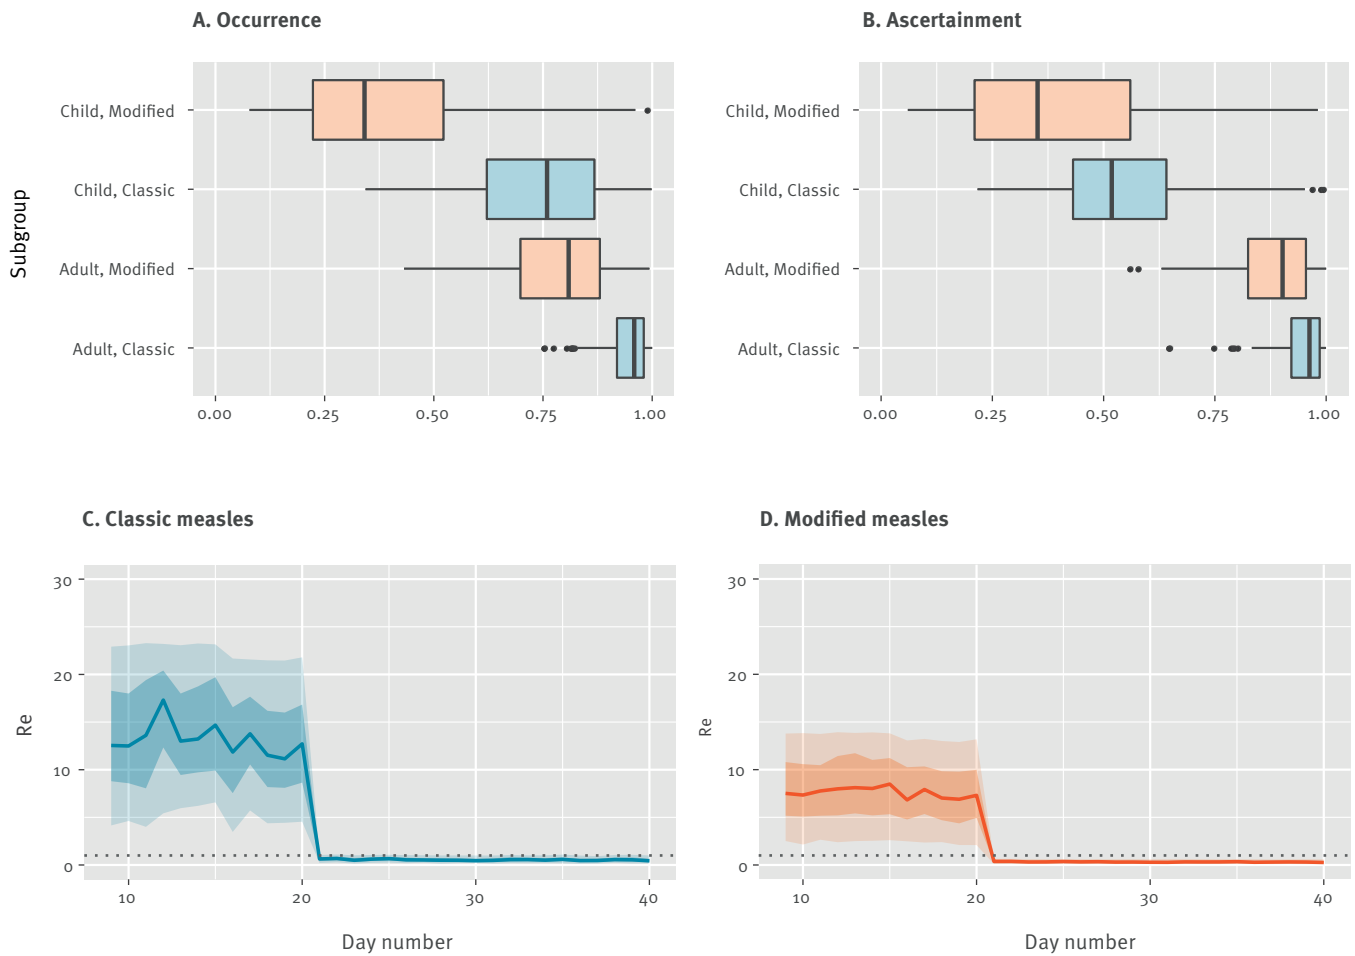 A. Occurrence
B. Ascertainment
Subgroup
Child, Modified
Child, Classic
Adult, Modified
Adult, Classic
0.00 0.25 0.50 0.75 1.00
Child, Modified
Child, Classic
Adult, Modified
Adult, Classic
0.00 0.25 0.50 0.75 1.00
C. Classic measles
D. Modified measles
Re
30
20
10
0
10 20 30 40
Day number
Re
30
20
10
0
10 20 30 40
Day number